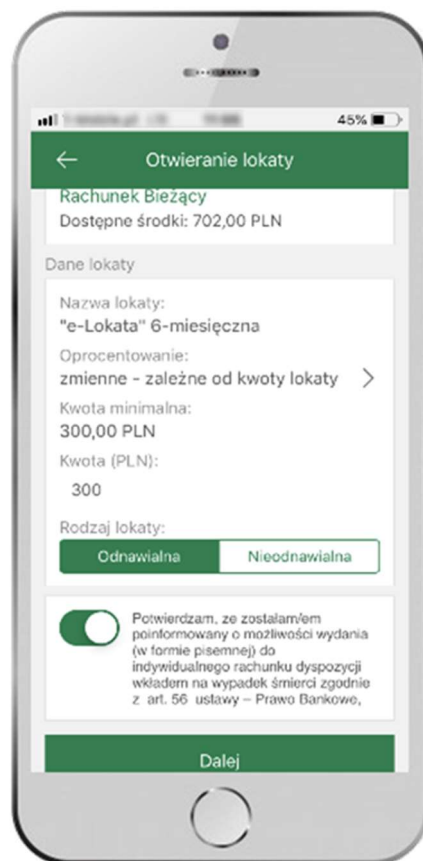 45%
Otwieranie lokaty
Rachunek Bieżący
Dostępne środki: 702,00 PLN
Dane lokaty
Nazwa lokaty:
"e-Lokata" 6-miesięczna
Oprocentowanie:
zmienne - zależne od kwoty lokaty
Kwota minimalna:
300,00 PLN
Kwota (PLN):
300
Rodzaj lokaty:
Odnawialna Nieodnawialna
Potwierdzam, ze zostałam/em
poinformowany o możliwości wydania
(w formie pisemnej) do
indywidualnego rachunku dyspozycji
wkładem na wypadek śmierci zgodnie
z art. 56 ustawy – Prawo Bankowe,
Dalej